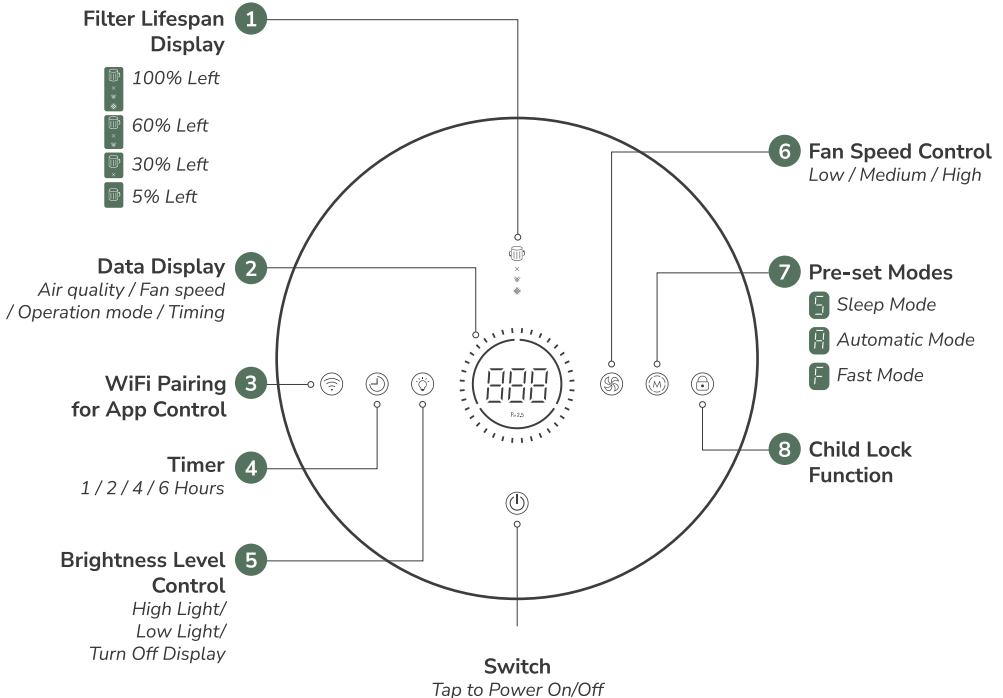 1
Filter Lifespan
Display
100% Left
60% Left
30% Left
5% Left
2
Data Display
Air quality / Fan speed
/ Operation mode / Timing
3
WiFi Pairing
for App Control
4
Timer
1 / 2 / 4 / 6 Hours
5
Brightness Level
Control
High Light/
Low Light/
Turn Off Display
888
M
Switch
Tap to Power On/Off
6
Fan Speed Control
Low / Medium / High
7
Pre-set Modes
S Sleep Mode
A Automatic Mode
F Fast Mode
8
Child Lock
Function